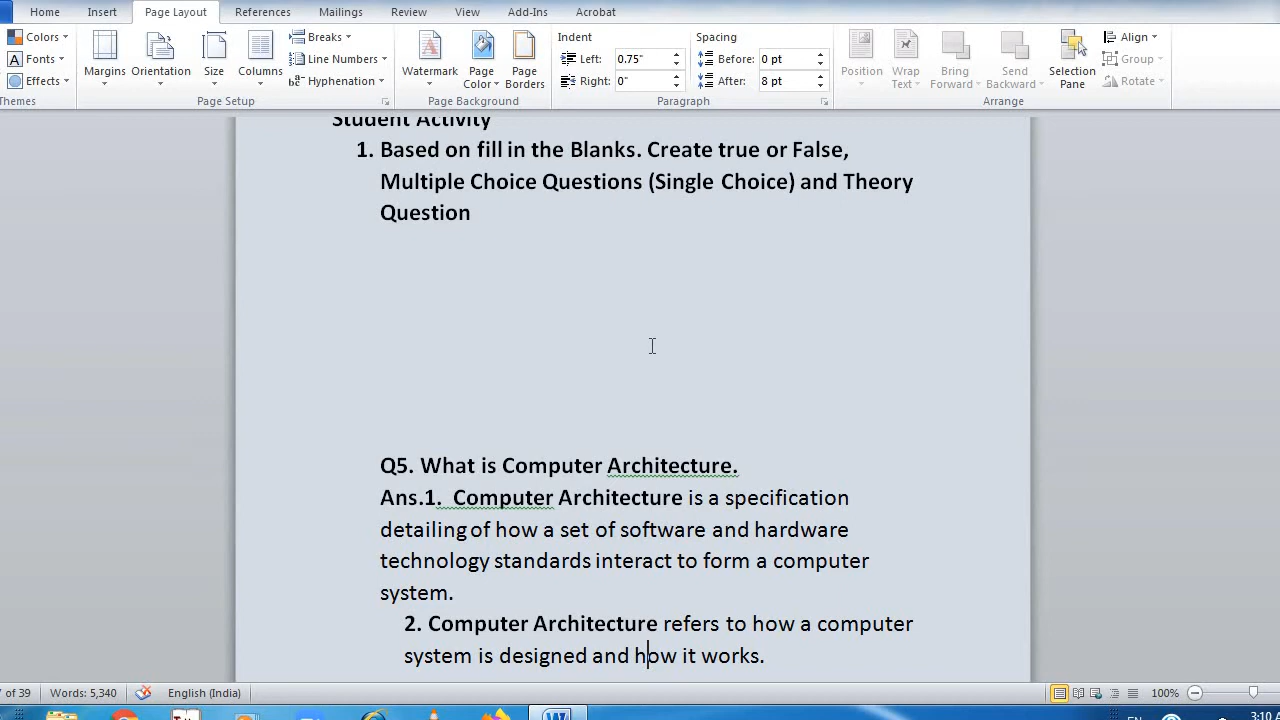 Home Insert Page Layout References Mailings Review View Add-Ins Acrobat
Colors Breaks Indent Spacing Align
Fonts Line Numbers Left: 0.75" Before: 0 pt Group
Effects Margins Orientation Size Columns Hyphenation Watermark Page Color Page Borders Right: 0" After: 8 pt Position Wrap Text Bring Forward Send Backward Selection Pane Rotate
Themes Page Setup Page Background Paragraph Arrange
Student Activity
1. Based on fill in the Blanks. Create true or False,
Multiple Choice Questions (Single Choice) and Theory
Question
Q5. What is Computer Architecture.
Ans.1. Computer Architecture is a specification
detailing of how a set of software and hardware
technology standards interact to form a computer
system.
2. Computer Architecture refers to how a computer
system is designed and how it works.
of 39 Words: 5,340 English (India) 100%
EN